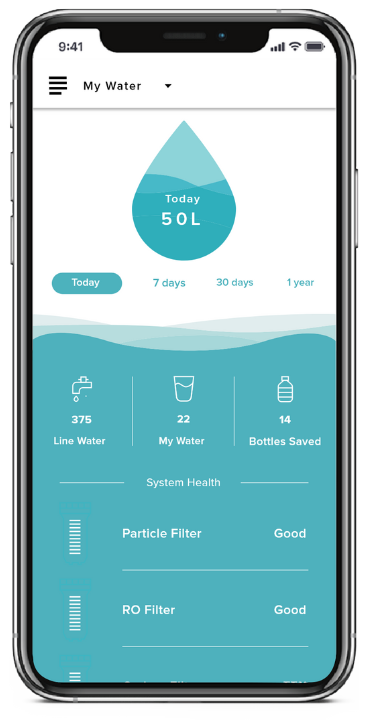 9:41
My Water
Today
50L
Today 7 days 30 days 1 year
375 22 14
Line Water My Water Bottles Saved
System Health
Particle Filter Good
RO Filter Good